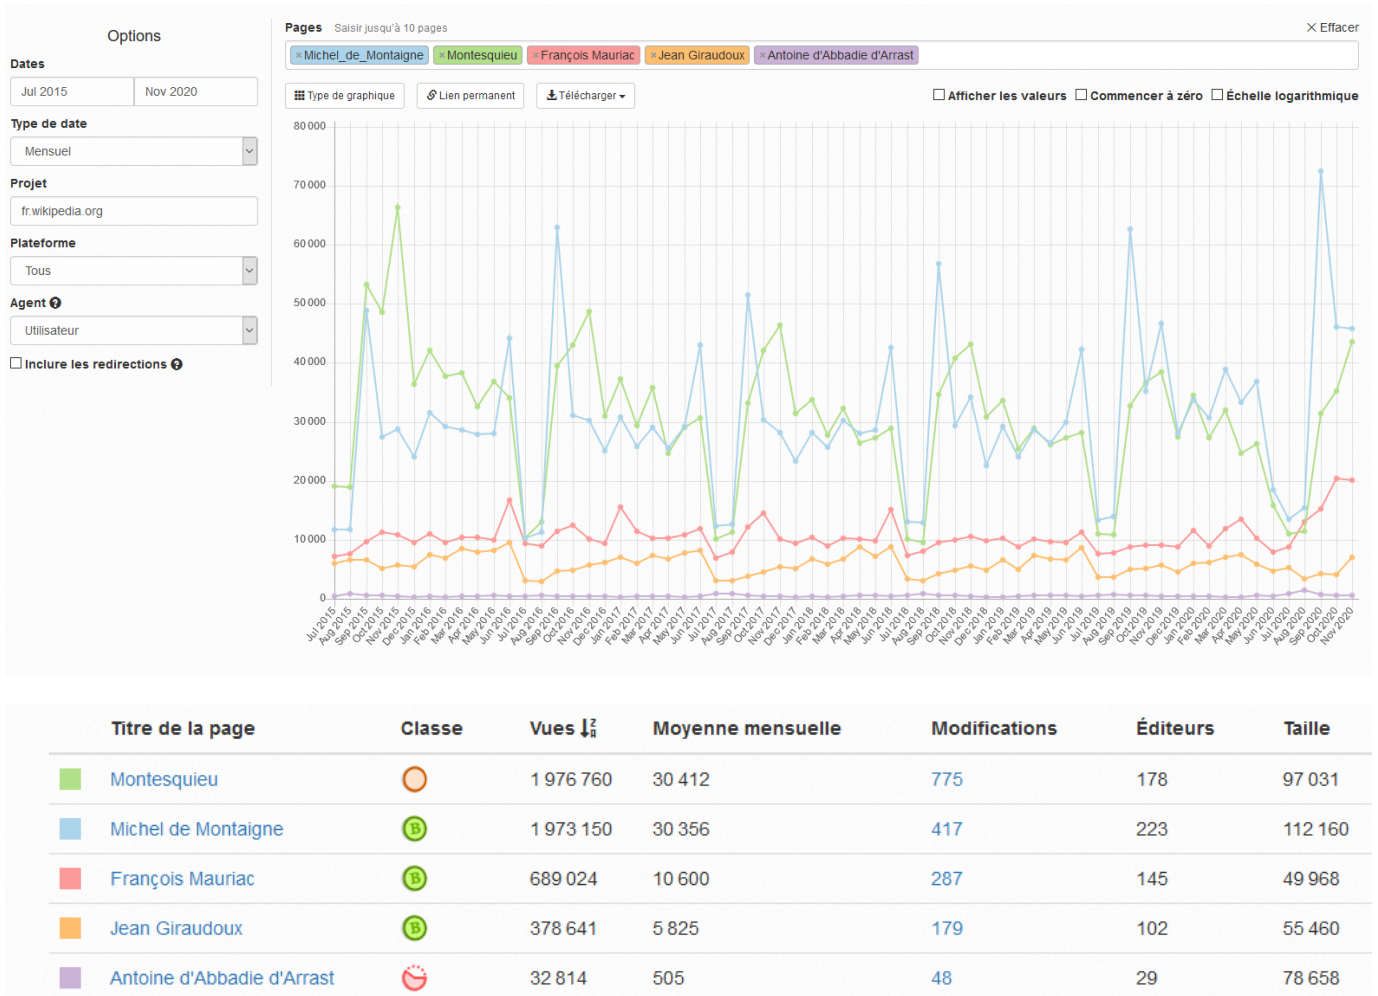 Options
Dates
Jul 2015 Nov 2020
Type de date
Mensuel
Projet
fr.wikipedia.org
Plateforme
Tous
Agent ?
Utilisateur
Inclure les redirections ?
Pages Saisir jusqu'à 10 pages × Effacer
× Michel_de_Montaigne × Montesquieu × François Mauriac × Jean Giraudoux × Antoine d'Abbadie d'Arrast
Type de graphique Lien permanent Télécharger
Afficher les valeurs Commencer à zéro Échelle logarithmique
80 000
70 000
60 000
50 000
40 000
30 000
20 000
10 000
0
Jul 2015 Aug 2015 Sep 2015 Oct 2015 Nov 2015 Dec 2015 Jan 2016 Feb 2016 Mar 2016 Apr 2016 May 2016 Jun 2016 Jul 2016 Aug 2016 Sep 2016 Oct 2016 Nov 2016 Dec 2016 Jan 2017 Feb 2017 Mar 2017 Apr 2017 May 2017 Jun 2017 Jul 2017 Aug 2017 Sep 2017 Oct 2017 Nov 2017 Dec 2017 Jan 2018 Feb 2018 Mar 2018 Apr 2018 May 2018 Jun 2018 Jul 2018 Aug 2018 Sep 2018 Oct 2018 Nov 2018 Dec 2018 Jan 2019 Feb 2019 Mar 2019 Apr 2019 May 2019 Jun 2019 Jul 2019 Aug 2019 Sep 2019 Oct 2019 Nov 2019 Dec 2019 Jan 2020 Feb 2020 Mar 2020 Apr 2020 May 2020 Jun 2020 Jul 2020 Aug 2020 Sep 2020 Oct 2020 Nov 2020
Titre de la page Classe Vues Moyenne mensuelle Modifications Éditeurs Taille
Montesquieu 1 976 760 30 412 775 178 97 031
Michel de Montaigne B 1 973 150 30 356 417 223 112 160
François Mauriac B 689 024 10 600 287 145 49 968
Jean Giraudoux B 378 641 5 825 179 102 55 460
Antoine d'Abbadie d'Arrast 32 814 505 48 29 78 658